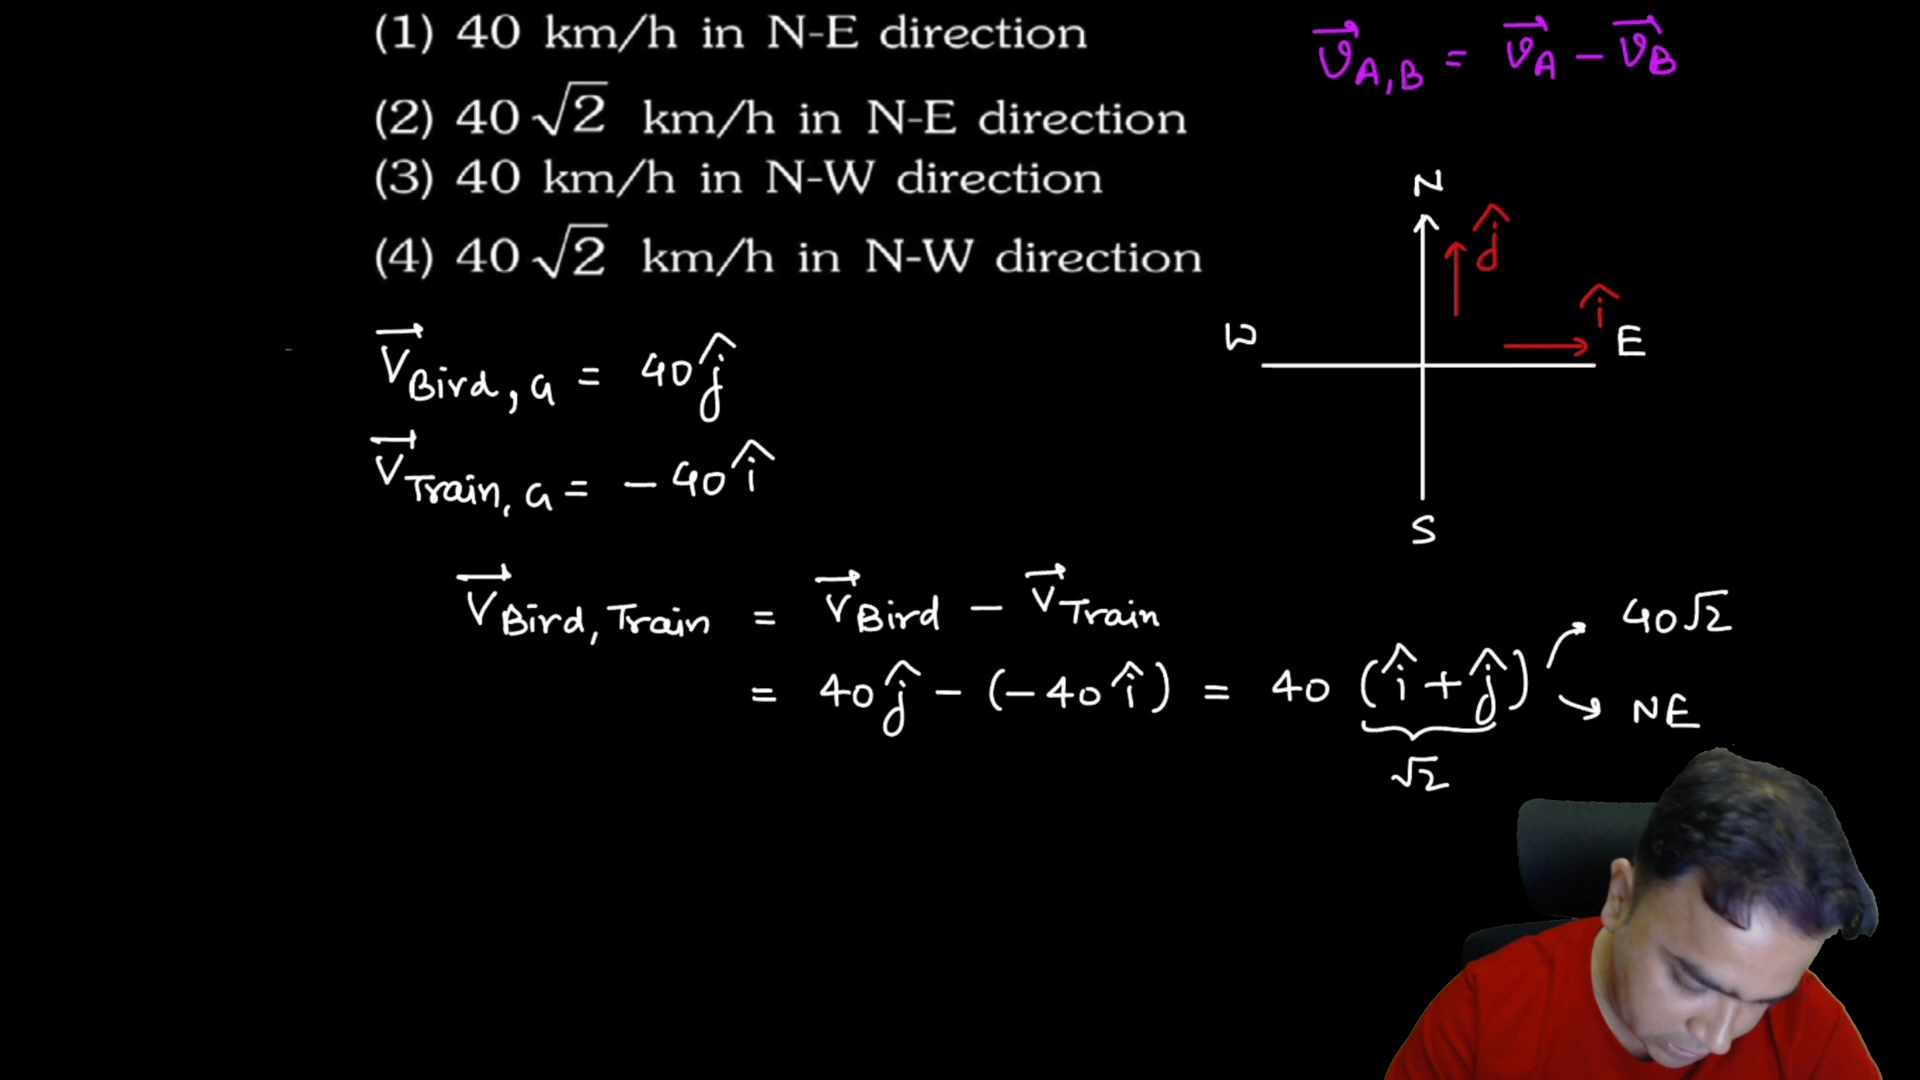 (1) 40 km/h in N-E direction
(2) 40√2 km/h in N-E direction
(3) 40 km/h in N-W direction
(4) 40√2 km/h in N-W direction
v⃗A,B = v⃗A − v⃗B
N
ĵ
î
W
E
S
V⃗Bird, G = 40ĵ
V⃗Train, G = − 40î
V⃗Bird, Train = V⃗Bird − V⃗Train
= 40ĵ − (−40î) = 40 (î + ĵ)
√2
40√2
NE